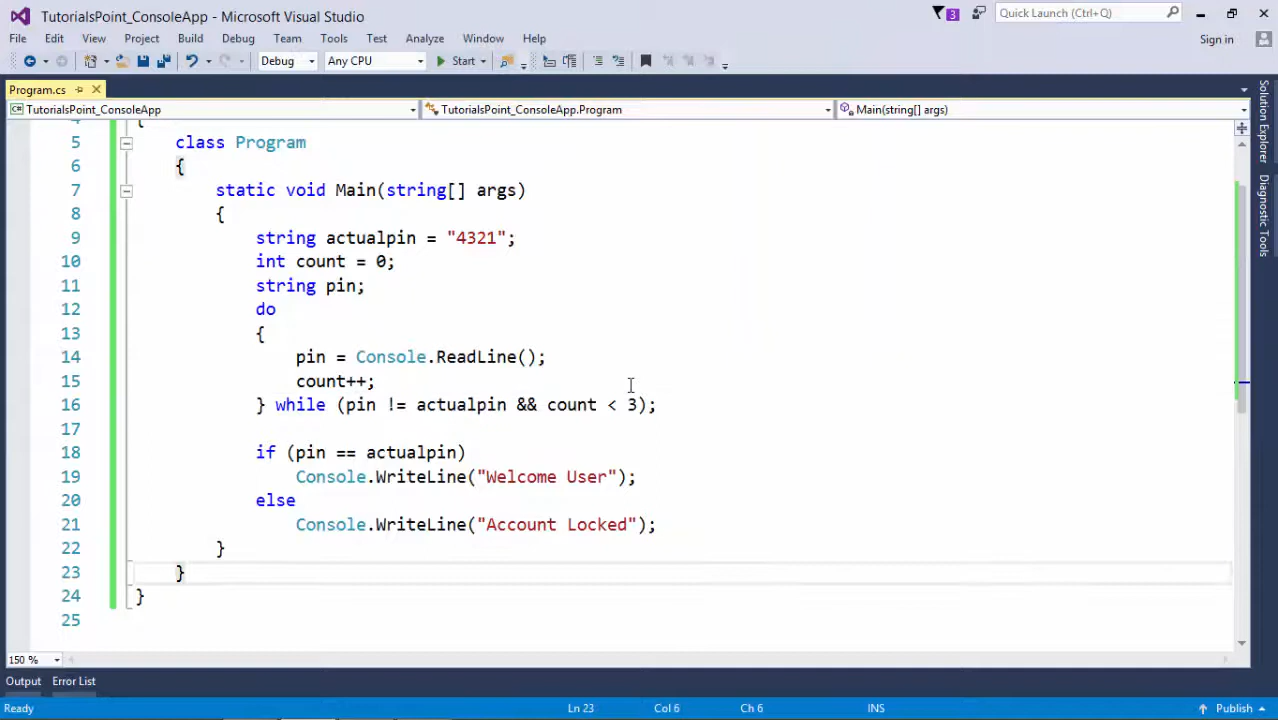 TutorialsPoint_ConsoleApp - Microsoft Visual Studio
3
Quick Launch (Ctrl+Q)
File Edit View Project Build Debug Team Tools Test Analyze Window Help
Sign in
Debug Any CPU Start
Program.cs
TutorialsPoint_ConsoleApp TutorialsPoint_ConsoleApp.Program Main(string[] args)
Solution Explorer
Diagnostic Tools
{
5 class Program
6 {
7 static void Main(string[] args)
8 {
9 string actualpin = "4321";
10 int count = 0;
11 string pin;
12 do
13 {
14 pin = Console.ReadLine();
15 count++;
16 } while (pin != actualpin && count < 3);
17
18 if (pin == actualpin)
19 Console.WriteLine("Welcome User");
20 else
21 Console.WriteLine("Account Locked");
22 }
23 }
24 }
25
150 %
Output Error List
Ready Ln 23 Col 6 Ch 6 INS Publish